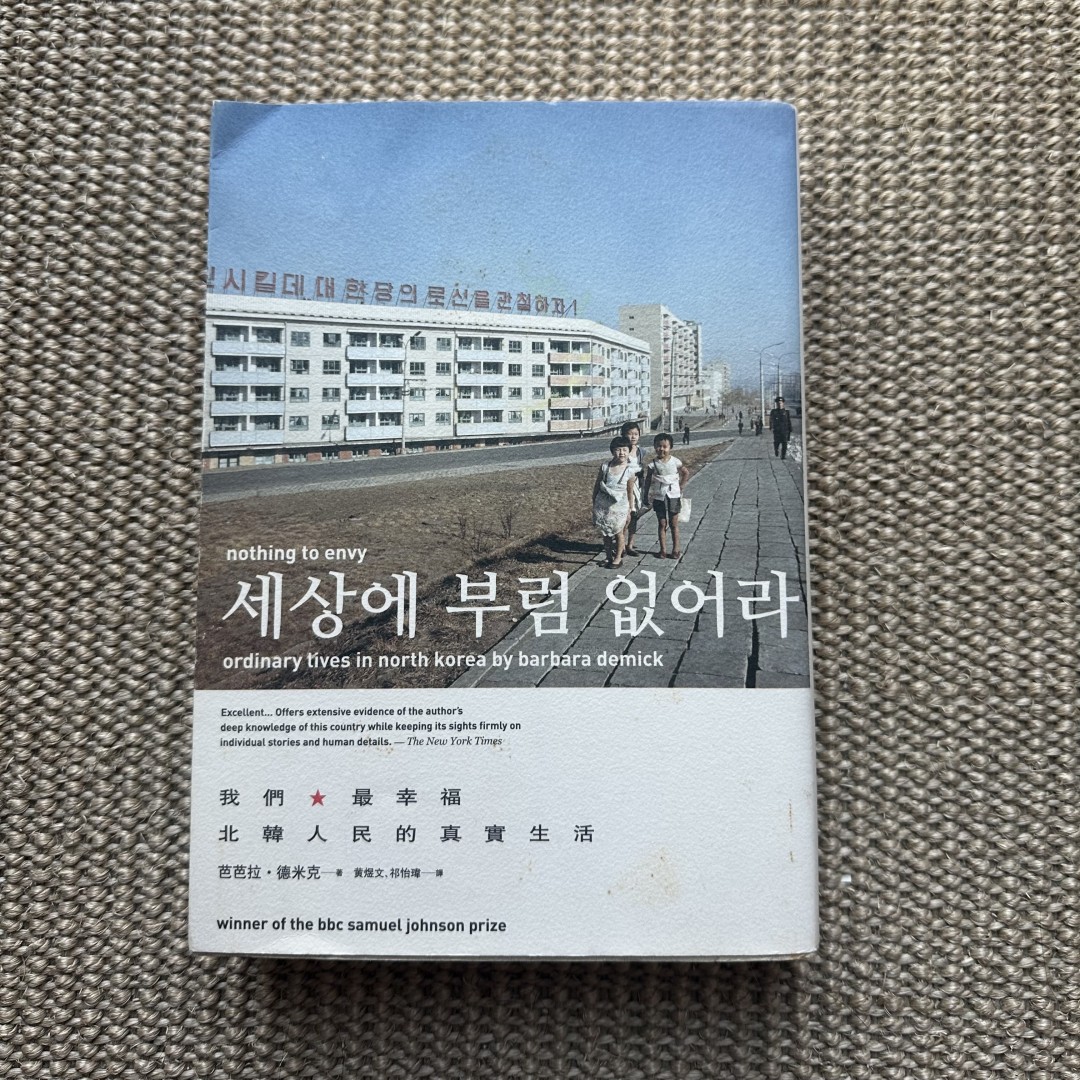 시길데 대 혁당의 로선을 관철하자!
nothing to envy
세상에 부럼 없어라
ordinary lives in north korea by barbara demick
Excellent... Offers extensive evidence of the author's
deep knowledge of this country while keeping its sights firmly on
individual stories and human details. — The New York Times
我們★最幸福
北韓人民的真實生活
芭芭拉・德米克—著 黃煜文、祁怡瑋—譯
winner of the bbc samuel johnson prize